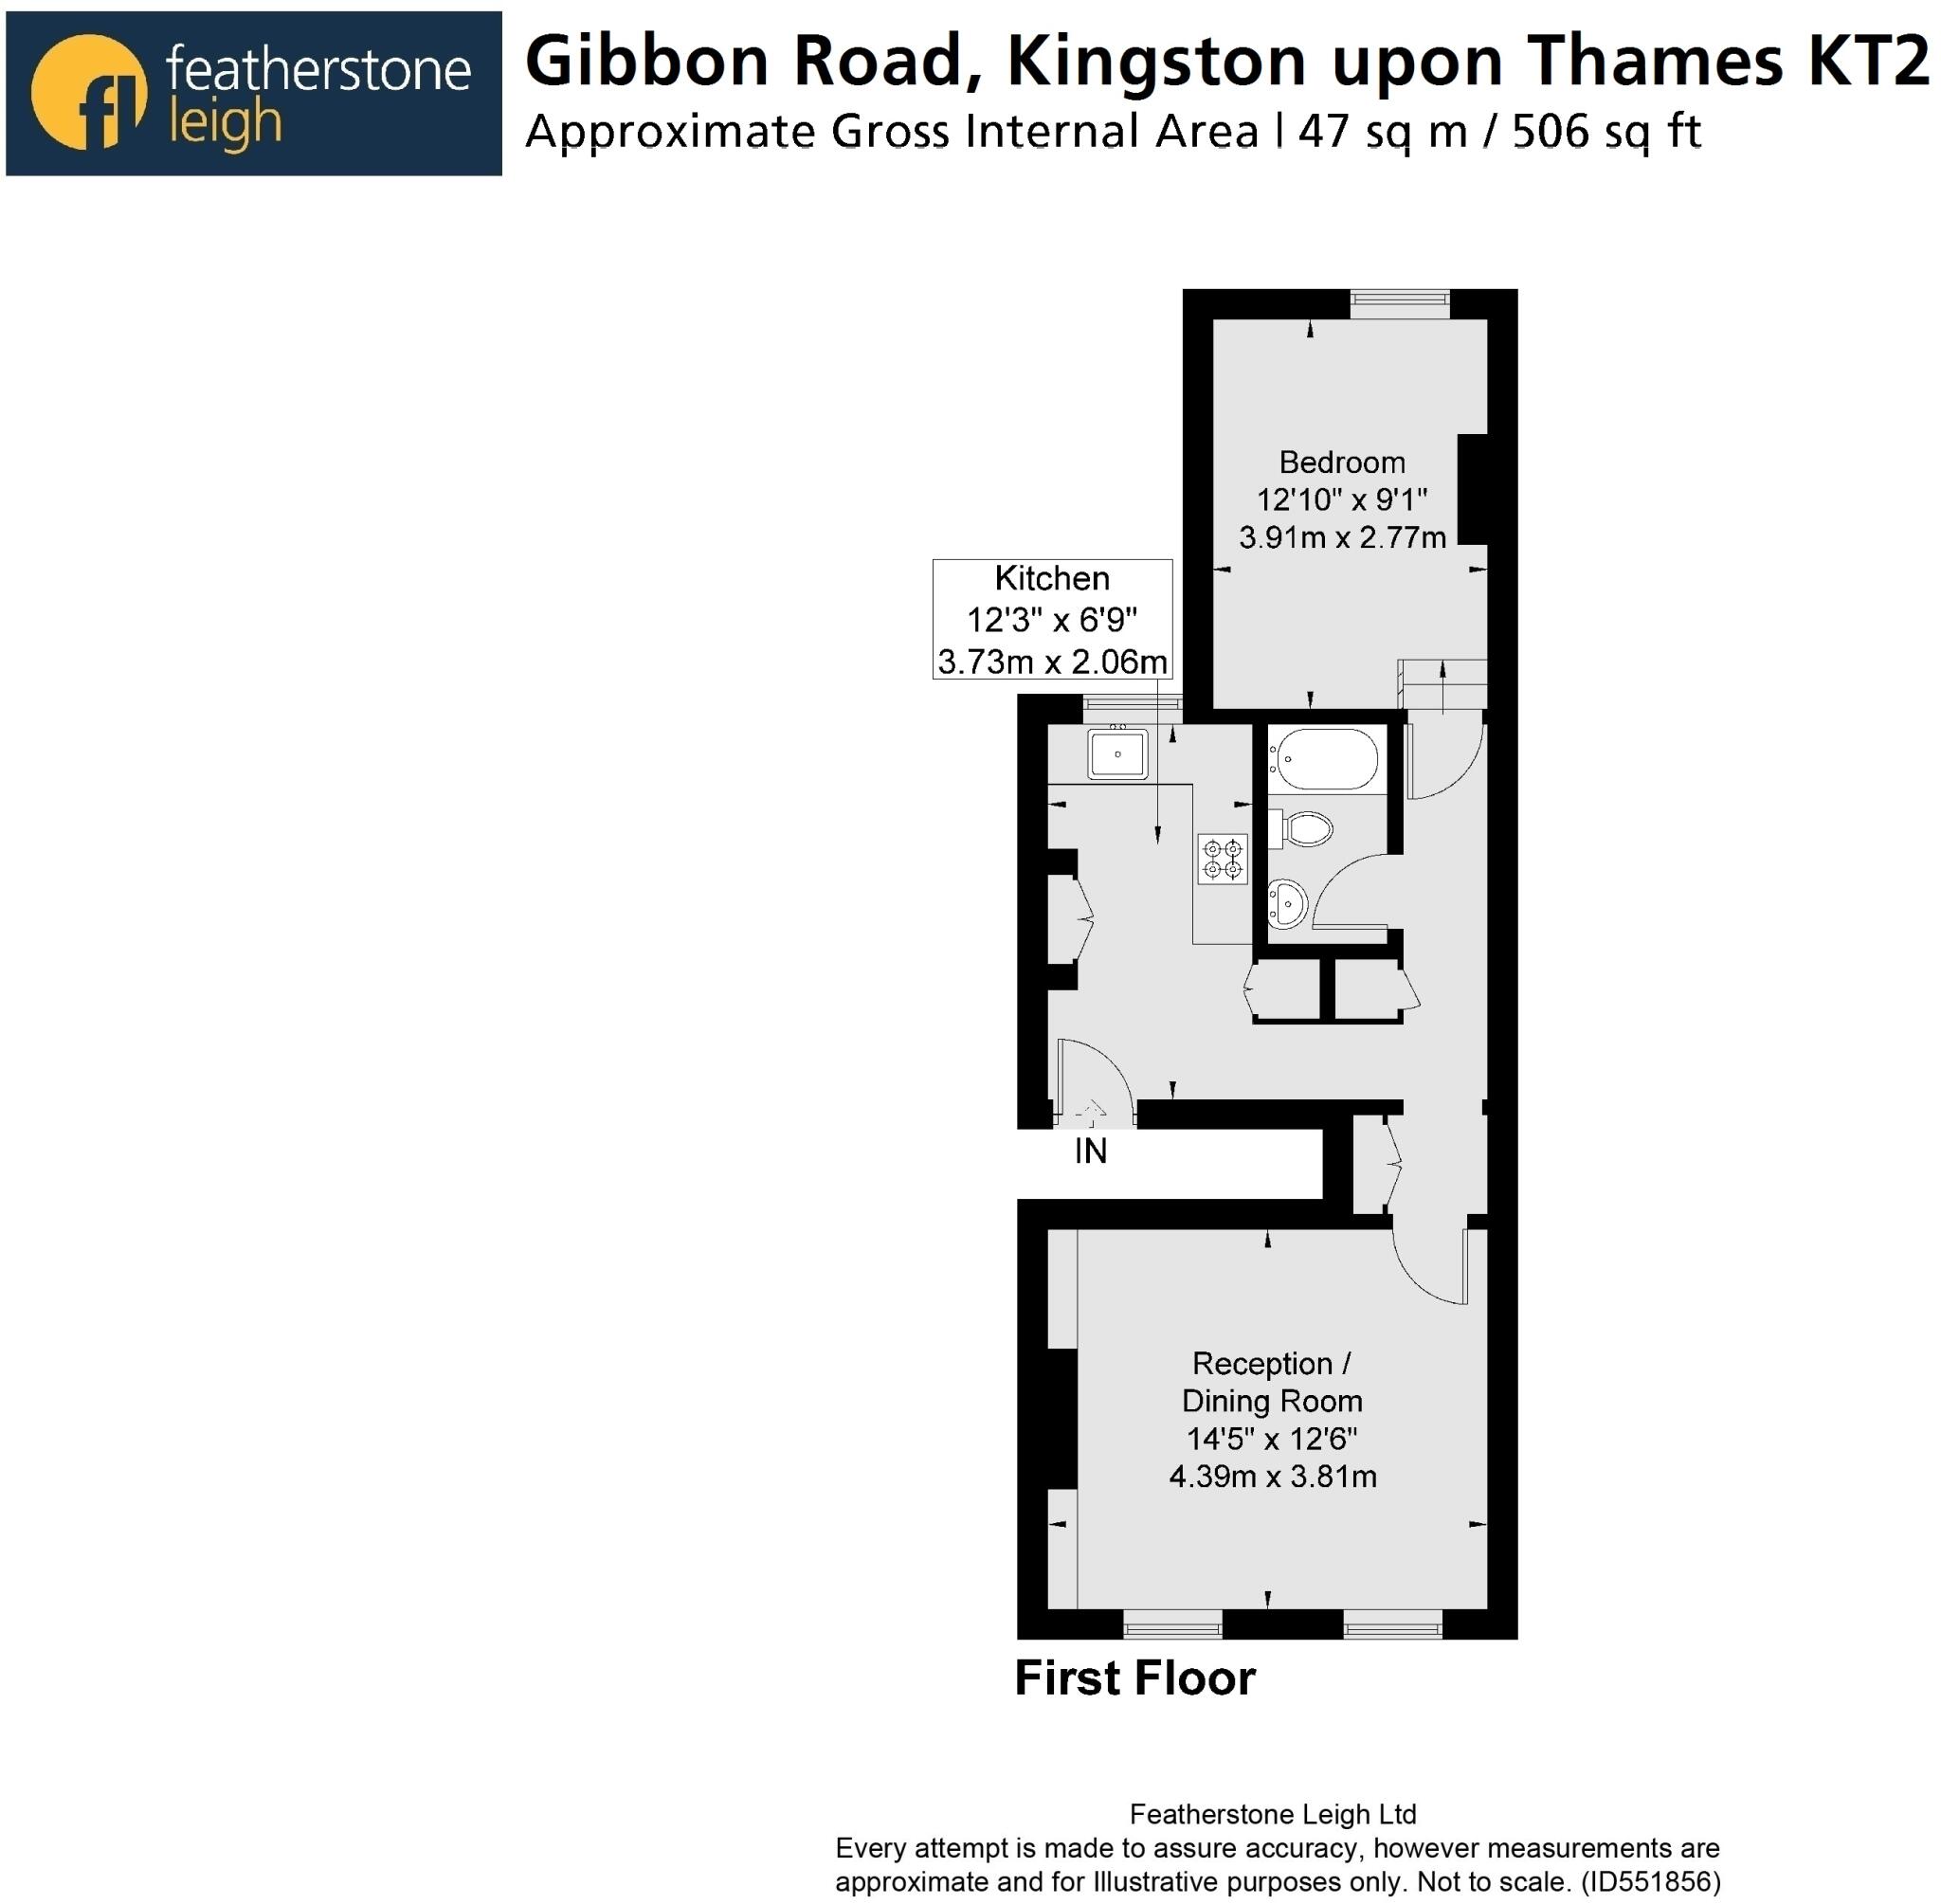 featherstone
leigh
Gibbon Road, Kingston upon Thames KT2
Approximate Gross Internal Area | 47 sq m / 506 sq ft
Bedroom
12'10" x 9'1"
3.91m x 2.77m
Kitchen
12'3" x 6'9"
3.73m x 2.06m
IN
Reception /
Dining Room
14'5" x 12'6"
4.39m x 3.81m
First Floor
Featherstone Leigh Ltd
Every attempt is made to assure accuracy, however measurements are
approximate and for Illustrative purposes only. Not to scale. (ID551856)